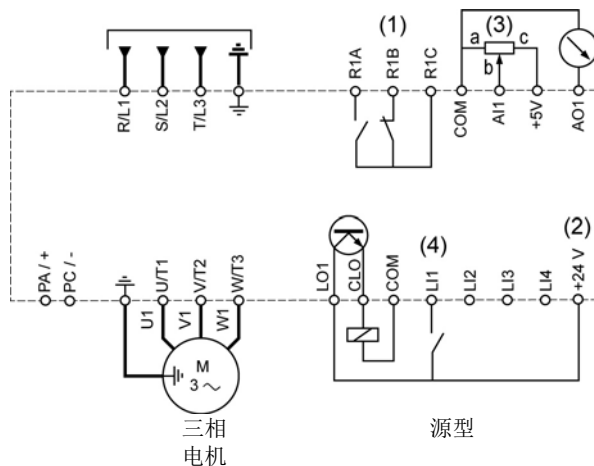 (1)
(3)
a
c
b
R1A
R1B
R1C
COM
AI1
+5V
AO1
R/L1
S/L2
T/L3
(4)
(2)
PA / +
PC / -
U/T1
V/T2
W/T3
U1
V1
W1
LO1
CLO
COM
LI1
LI2
LI3
LI4
+24 V
M
3 ~
三相
电机
源型